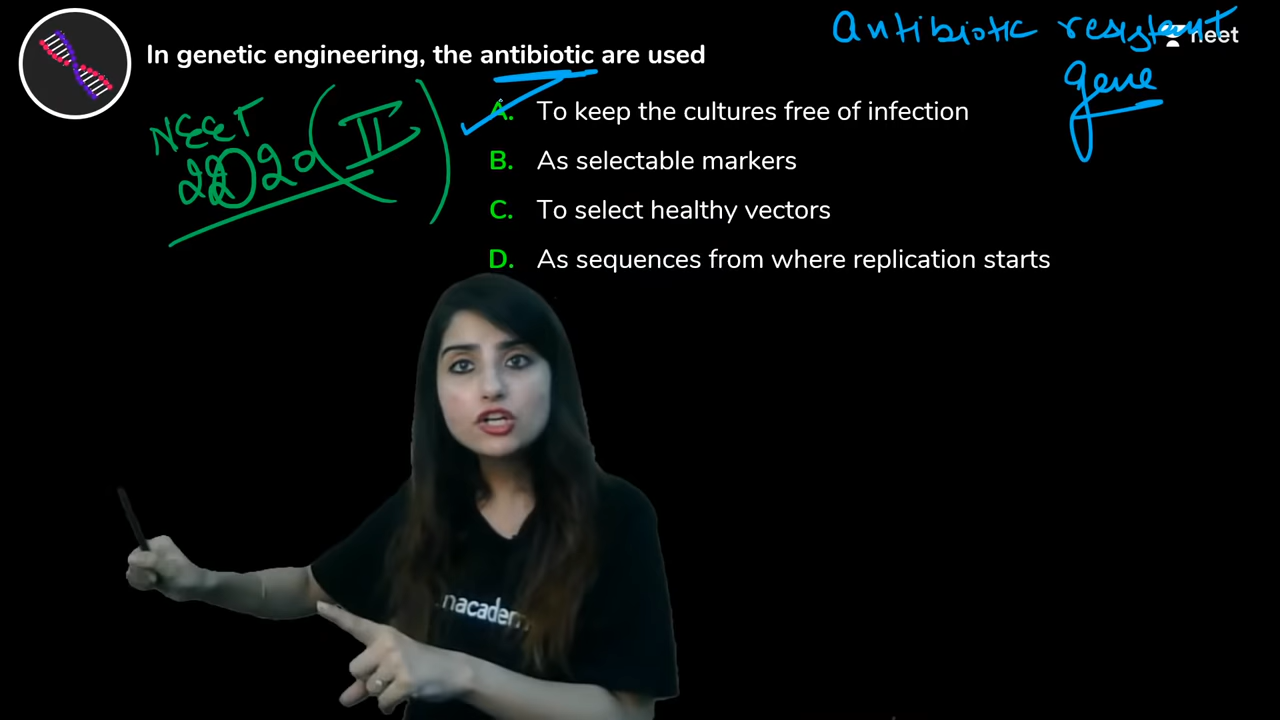 Antibiotic resistant
neet
gene
In genetic engineering, the antibiotic are used
NEET
2020 (II)
A. To keep the cultures free of infection
B. As selectable markers
C. To select healthy vectors
D. As sequences from where replication starts
nacadem